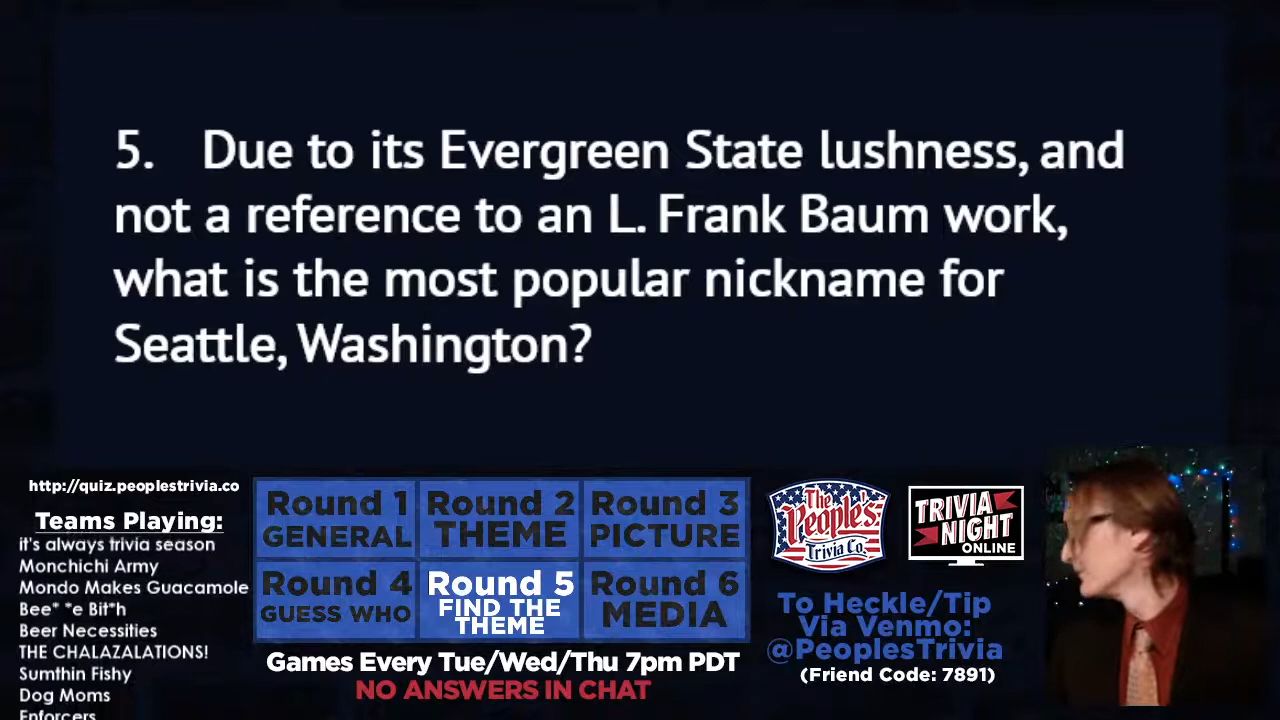 5. Due to its Evergreen State lushness, and
not a reference to an L. Frank Baum work,
what is the most popular nickname for
Seattle, Washington?
http://quiz.peoplestrivia.co
Teams Playing:
it's always trivia season
Monchichi Army
Mondo Makes Guacamole
Bee* *e Bit*h
Beer Necessities
THE CHALAZALATIONS!
Sumthin Fishy
Dog Moms
Enforcers
Round 1
GENERAL
Round 2
THEME
Round 3
PICTURE
Round 4
GUESS WHO
Round 5
FIND THE
THEME
Round 6
MEDIA
Games Every Tue/Wed/Thu 7pm PDT
NO ANSWERS IN CHAT
The
People's
Trivia Co.
TRIVIA
NIGHT
ONLINE
To Heckle/Tip
Via Venmo:
@PeoplesTrivia
(Friend Code: 7891)